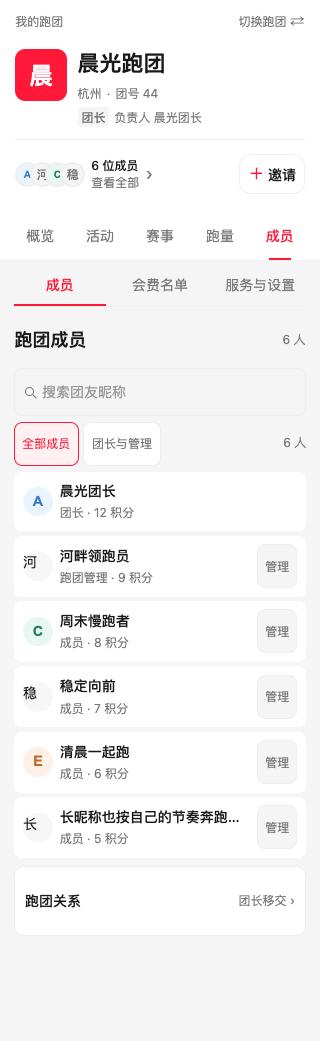 我的跑团 切换跑团 ⇄
晨 晨光跑团
杭州 · 团号 44
团长 负责人 晨光团长
A 河 C 稳 6 位成员
查看全部 ›
+ 邀请
概览 活动 赛事 跑量 成员
成员 会费名单 服务与设置
跑团成员 6 人
搜索团友昵称
全部成员 团长与管理 6 人
A 晨光团长
团长 · 12 积分
河 河畔领跑员
跑团管理 · 9 积分
管理
C 周末慢跑者
成员 · 8 积分
管理
稳 稳定向前
成员 · 7 积分
管理
E 清晨一起跑
成员 · 6 积分
管理
长 长昵称也按自己的节奏奔跑...
成员 · 5 积分
管理
跑团关系 团长移交 ›